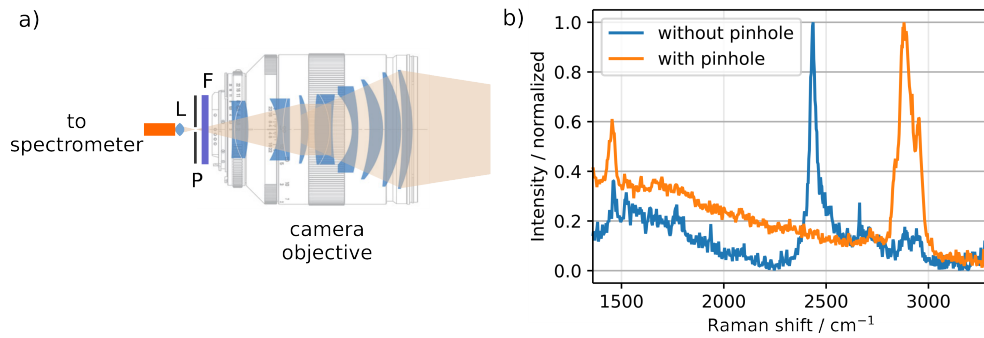 a)
L
F
to
spectrometer
P
camera
objective
b)
without pinhole
with pinhole
Intensity / normalized
1.0
0.8
0.6
0.4
0.2
0.0
1500
2000
2500
3000
Raman shift / cm⁻¹